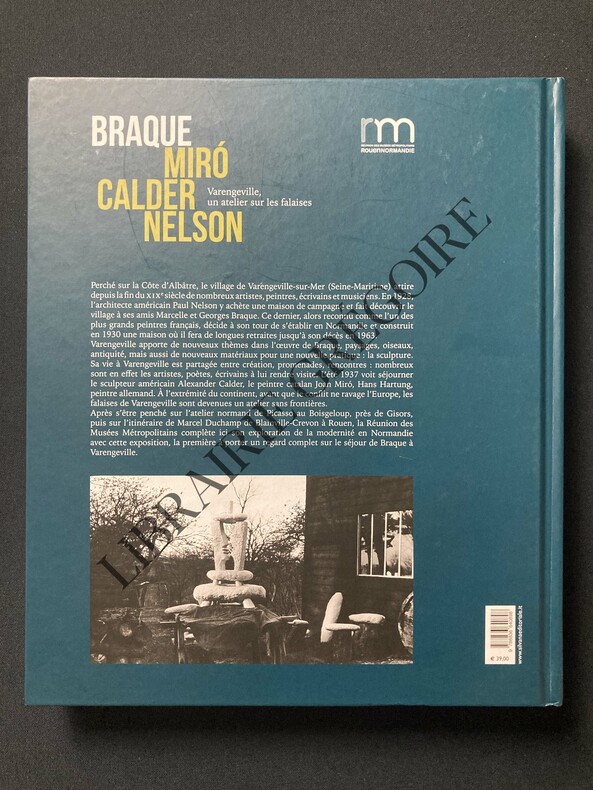 BRAQUE
MIRÓ
CALDER
NELSON
Varengeville,
un atelier sur les falaises
rm
RÉUNION DES MUSÉES MÉTROPOLITAINS
ROUENNORMANDIE
Perché sur la Côte d'Albâtre, le village de Varengeville-sur-Mer (Seine-Maritime) attire
depuis la fin du XIXe siècle de nombreux artistes, peintres, écrivains et musiciens. En
l'architecte américain Paul Nelson y achète une maison de campagne et fait découvrir le
village à ses amis Marcelle et Georges Braque. Ce dernier, alors reconnu comme l'un des
plus grands peintres français, décide à son tour de s'établir en Normandie et construit
en 1930 une maison où il fera de longues retraites jusqu'à son décès en 1963.
Varengeville apporte de nouveaux thèmes dans l'œuvre de Braque : rivages, oiseaux,
antiquité, mais aussi de nouveaux matériaux pour une nouvelle pratique : la sculpture.
Sa vie à Varengeville est partagée entre création, promenades, rencontres : nombreux
sont en effet les artistes, poètes, écrivains à lui rendre visite. L'été 1937 voit séjourner
le sculpteur américain Alexander Calder, le peintre catalan Joan Miró, Hans Hartung,
peintre allemand. À l'extrémité du continent, avant que le conflit ne ravage l'Europe, les
falaises de Varengeville sont devenues un atelier sans frontières.
Après s'être penché sur l'atelier normand de Picasso au Boisgeloup, près de Gisors,
puis sur l'itinéraire de Marcel Duchamp de Blainville-Crevon à Rouen, la Réunion des
Musées Métropolitains complète ici son exploration de la modernité en Normandie
avec cette exposition, la première à porter un regard complet sur le séjour de Braque à
Varengeville.
LIBRAIRIE GREGOIRE
www.silvanaeditoriale.it
€ 39,00